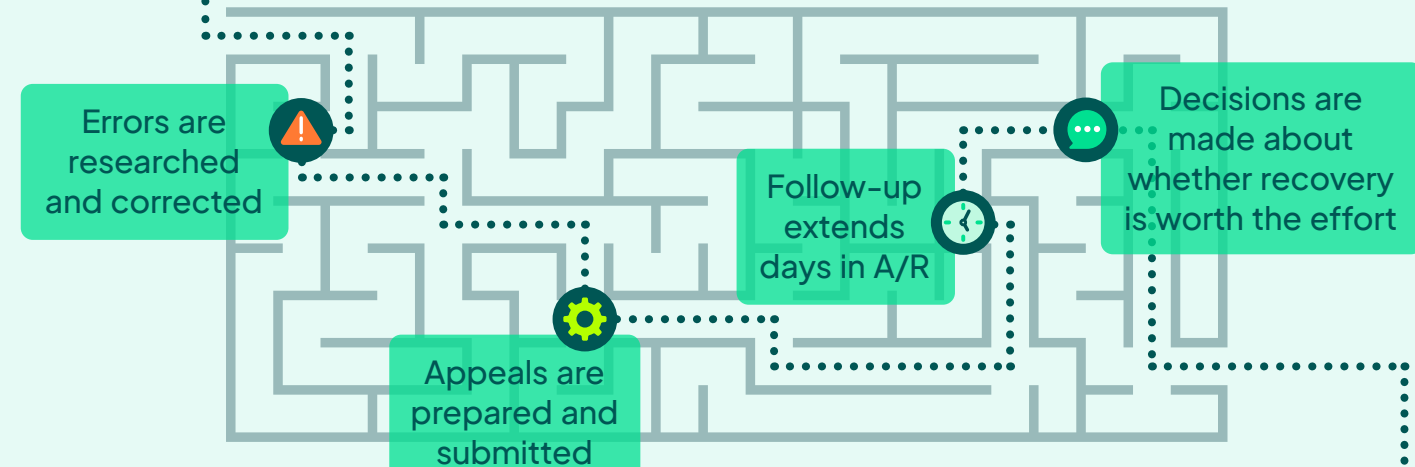 Errors are
researched
and corrected
Appeals are
prepared and
submitted
Follow-up
extends
days in A/R
Decisions are
made about
whether recovery
is worth the effort